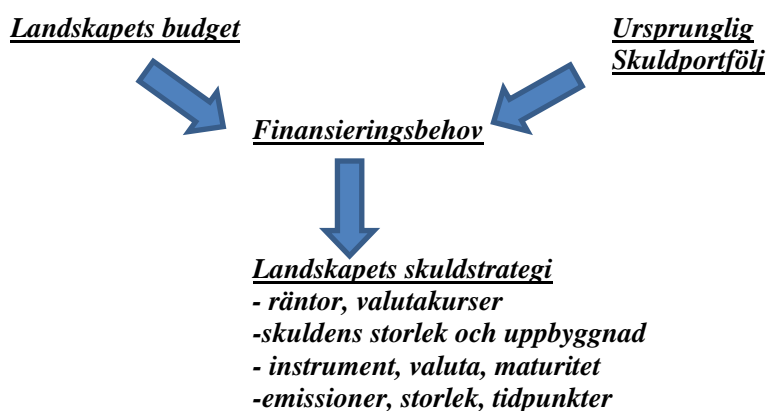 Landskapets budget
Ursprunglig
Skuldportfölj
Finansieringsbehov
Landskapets skuldstrategi
- räntor, valutakurser
-skuldens storlek och uppbyggnad
- instrument, valuta, maturitet
-emissioner, storlek, tidpunkter